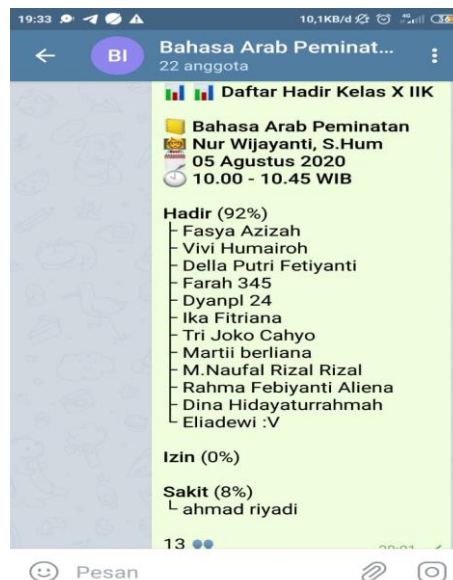 19:33
10,1KB/d
BI
Bahasa Arab Peminat...
22 anggota
Daftar Hadir Kelas X IIK
Bahasa Arab Peminatan
Nur Wijayanti, S.Hum
05 Agustus 2020
10.00 - 10.45 WIB
Hadir (92%)
Fasya Azizah
Vivi Humairoh
Della Putri Fetiyanti
Farah 345
Dyanpl 24
Ika Fitriana
Tri Joko Cahyo
Martii berliana
M.Naufal Rizal Rizal
Rahma Febiyanti Aliena
Dina Hidayaturrahmah
Eliadewi :V
Izin (0%)
Sakit (8%)
ahmad riyadi
13
Pesan